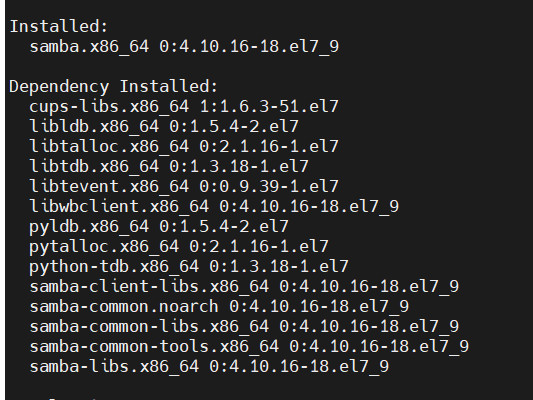 Installed:
samba.x86_64 0:4.10.16-18.el7_9
Dependency Installed:
cups-libs.x86_64 1:1.6.3-51.el7
libldb.x86_64 0:1.5.4-2.el7
libtalloc.x86_64 0:2.1.16-1.el7
libtdb.x86_64 0:1.3.18-1.el7
libtevent.x86_64 0:0.9.39-1.el7
libwbclient.x86_64 0:4.10.16-18.el7_9
pyldb.x86_64 0:1.5.4-2.el7
pytalloc.x86_64 0:2.1.16-1.el7
python-tdb.x86_64 0:1.3.18-1.el7
samba-client-libs.x86_64 0:4.10.16-18.el7_9
samba-common.noarch 0:4.10.16-18.el7_9
samba-common-libs.x86_64 0:4.10.16-18.el7_9
samba-common-tools.x86_64 0:4.10.16-18.el7_9
samba-libs.x86_64 0:4.10.16-18.el7_9